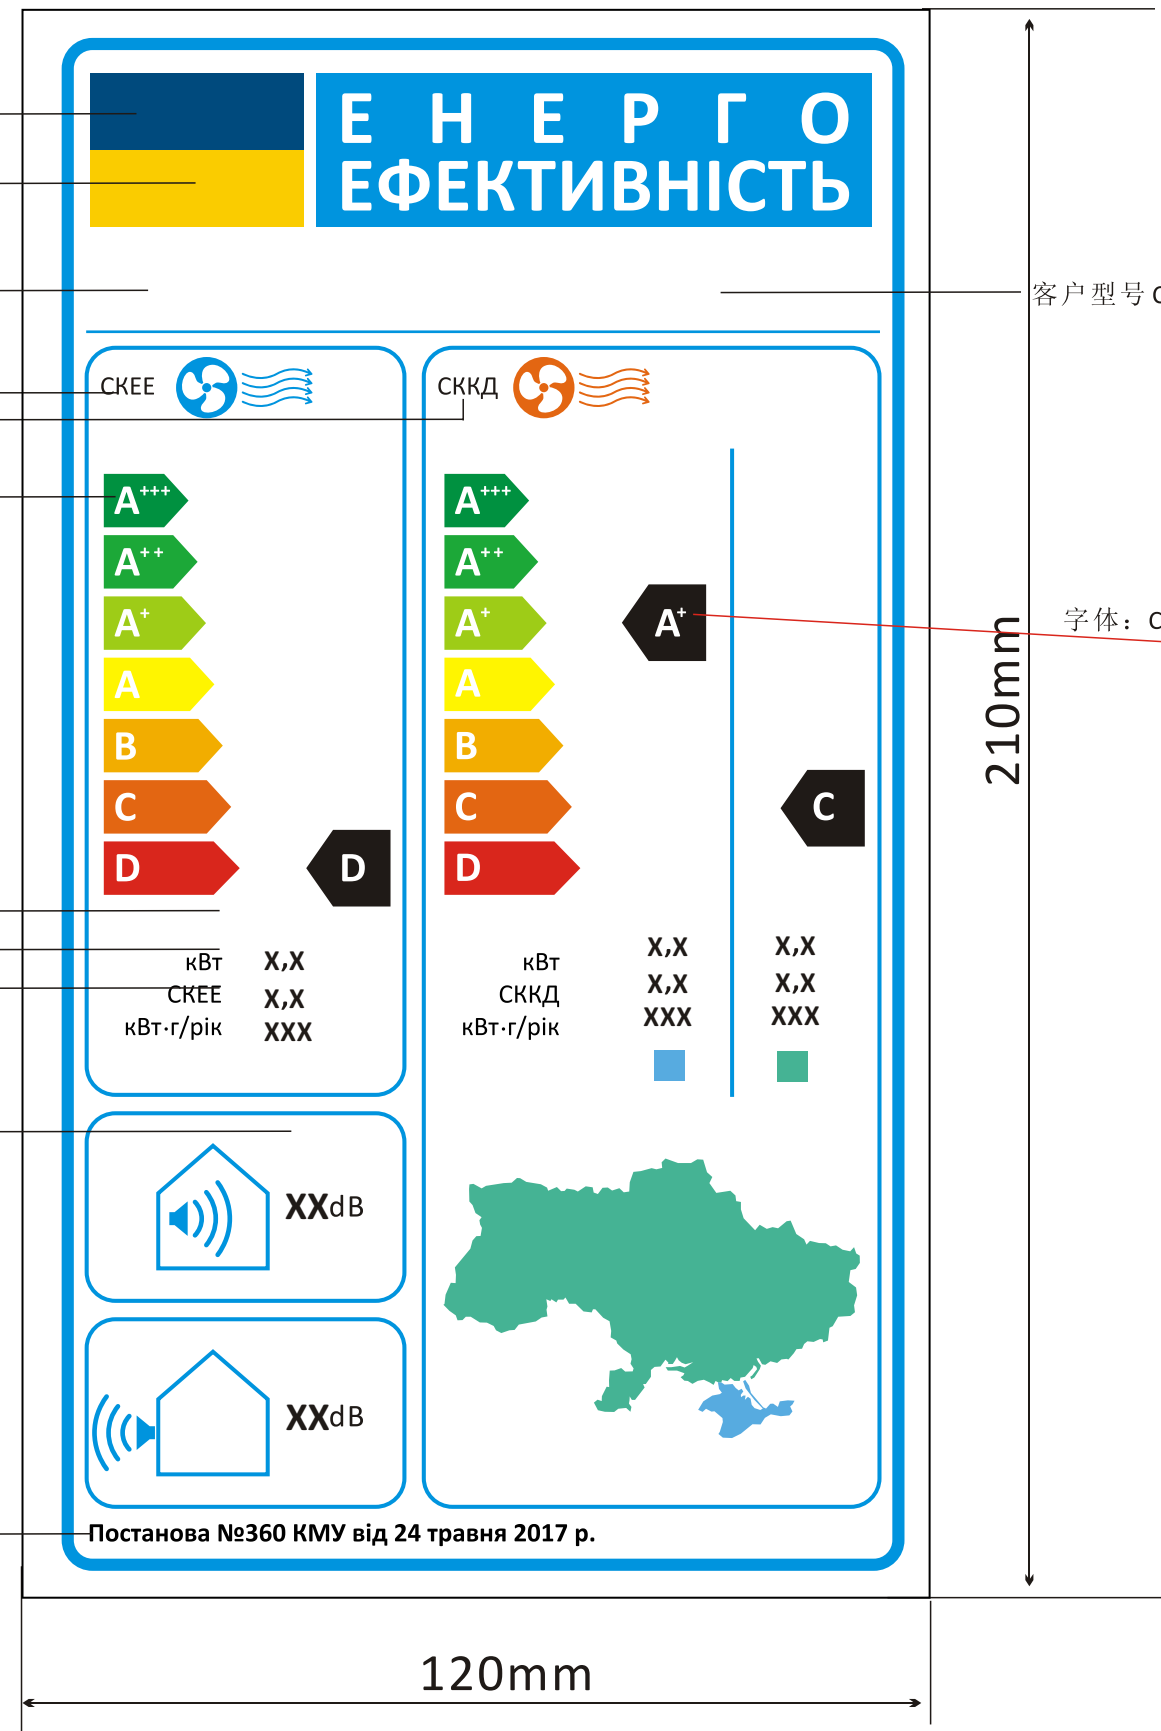 Е Н Е Р Г О
ЕФЕКТИВНІСТЬ
客户型号
СКЕЕ
СККД
A+++
A++
A+
A
B
C
D
D
A+++
A++
A+
A
B
C
D
A+
C
字体：
210mm
кВт X,X
СКЕЕ X,X
кВт·г/рік XXX
кВт X,X X,X
СККД X,X X,X
кВт·г/рік XXX XXX
XXdB
XXdB
Постанова №360 КМУ від 24 травня 2017 р.
120mm